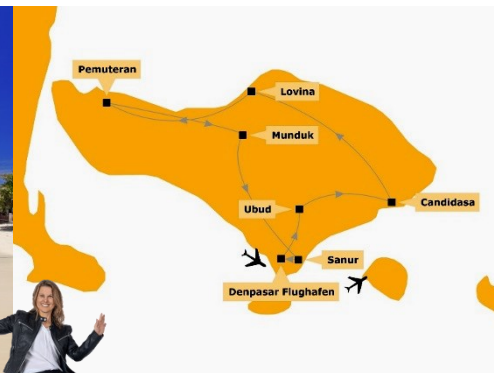 Pemuteran
Lovina
Munduk
Ubud
Candidasa
Sanur
Denpasar Flughafen